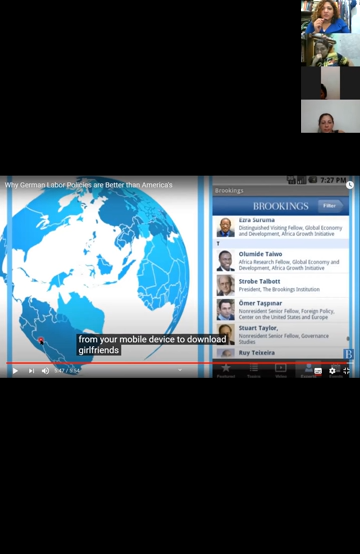 7:27 PM
Why German Labor Policies are Better than America's
Brookings
BROOKINGS
Filter
Ezra Suruma
Distinguished Visiting Fellow, Global Economy
and Development, Africa Growth Initiative
T
Olumide Taiwo
Africa Research Fellow, Global Economy and
Development, Africa Growth Initiative
Strobe Talbott
President, The Brookings Institution
Ömer Taşpınar
Nonresident Senior Fellow, Foreign Policy,
Center on the United States and Europe
Stuart Taylor,
Nonresident Senior Fellow, Governance
Studies
Ruy Teixeira
from your mobile device to download
girlfriends
B
Featured